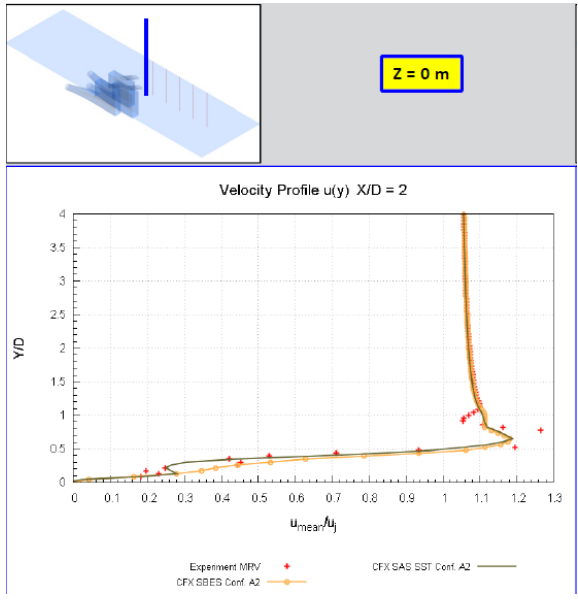 Z = 0 m
Velocity Profile u(y) X/D = 2
4
3.5
3
2.5
2
1.5
1
0.5
0
Y/D
0 0.1 0.2 0.3 0.4 0.5 0.6 0.7 0.8 0.9 1 1.1 1.2 1.3
u_mean/u_j
Experiment MRV CFX SAS SST Conf. A2
CFX SBES Conf. A2